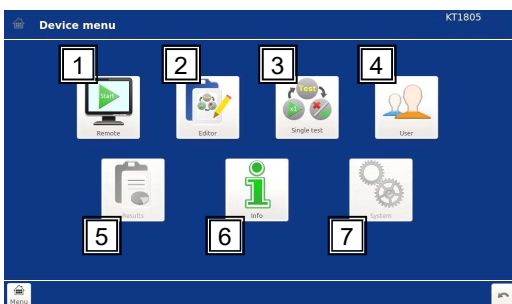 Device menu
KT1805
1
2
3
4
Start
Test
x1
Remote
Editor
Single test
User
5
6
7
Results
Info
System
Menu